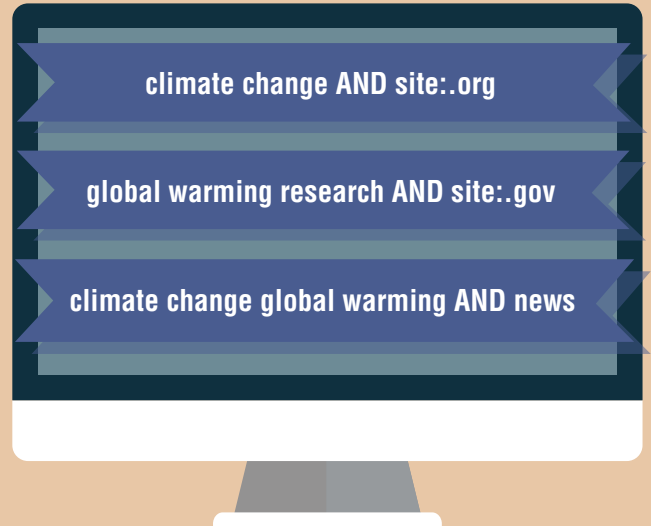 climate change AND site:.org
global warming research AND site:.gov
climate change global warming AND news